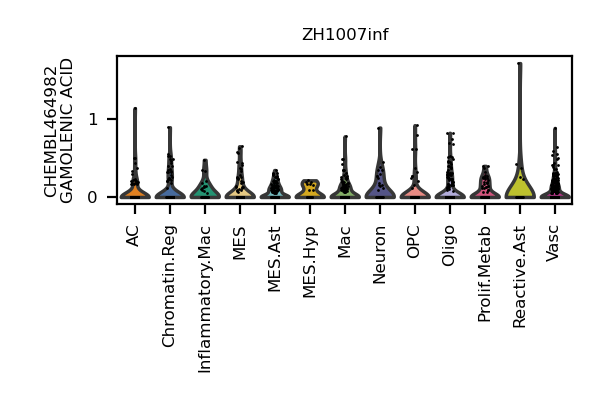 ZH1007inf
CHEMBL464982
GAMOLENIC ACID
1
0
AC
Chromatin.Reg
Inflammatory.Mac
MES
MES.Ast
MES.Hyp
Mac
Neuron
OPC
Oligo
Prolif.Metab
Reactive.Ast
Vasc